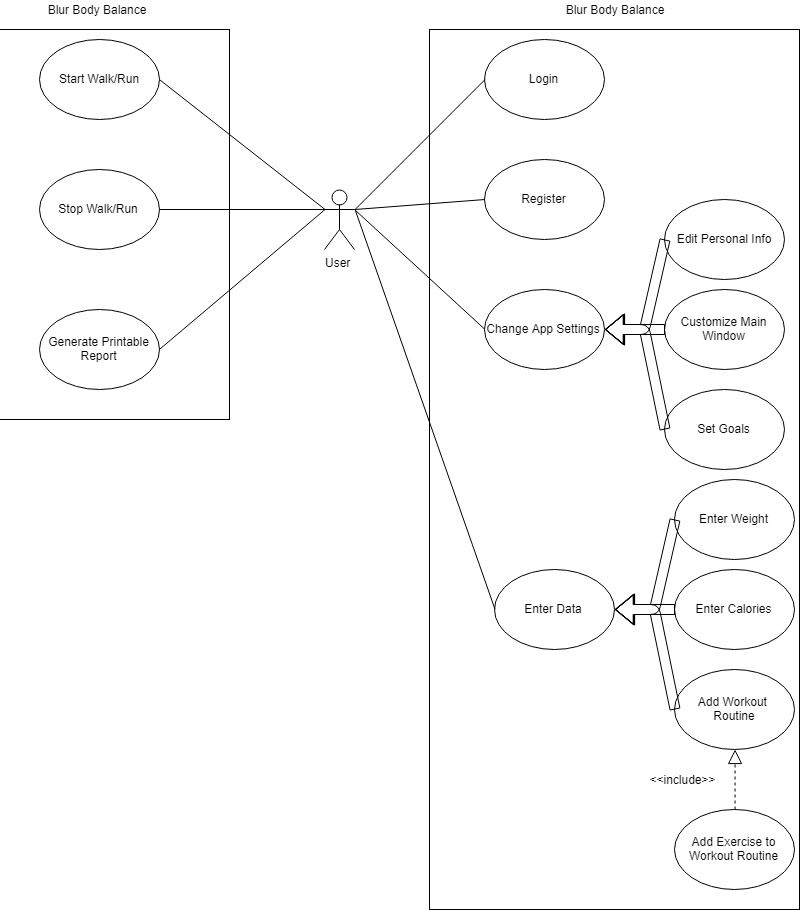 Blur Body Balance
Start Walk/Run
Stop Walk/Run
Generate Printable
Report
User
Blur Body Balance
Login
Register
Change App Settings
Edit Personal Info
Customize Main
Window
Set Goals
Enter Data
Enter Weight
Enter Calories
Add Workout
Routine
<<include>>
Add Exercise to
Workout Routine